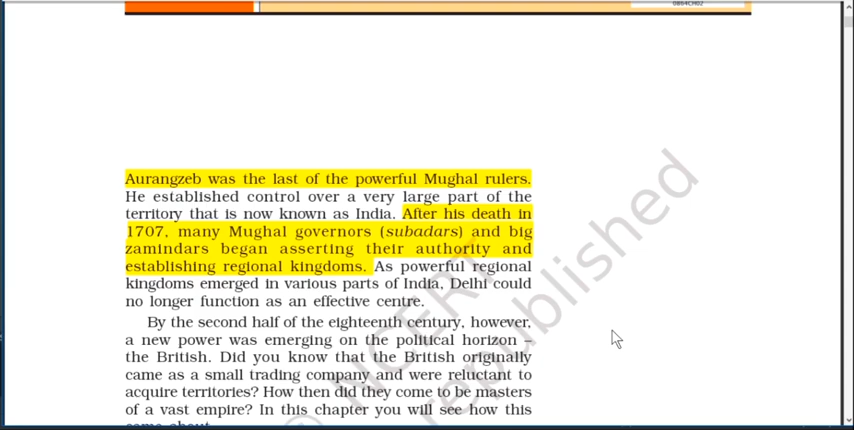 0864CH02
Aurangzeb was the last of the powerful Mughal rulers.
He established control over a very large part of the
territory that is now known as India. After his death in
1707, many Mughal governors (subadars) and big
zamindars began asserting their authority and
establishing regional kingdoms. As powerful regional
kingdoms emerged in various parts of India, Delhi could
no longer function as an effective centre.
By the second half of the eighteenth century, however,
a new power was emerging on the political horizon –
the British. Did you know that the British originally
came as a small trading company and were reluctant to
acquire territories? How then did they come to be masters
of a vast empire? In this chapter you will see how this
came about.
© NCERT
republished